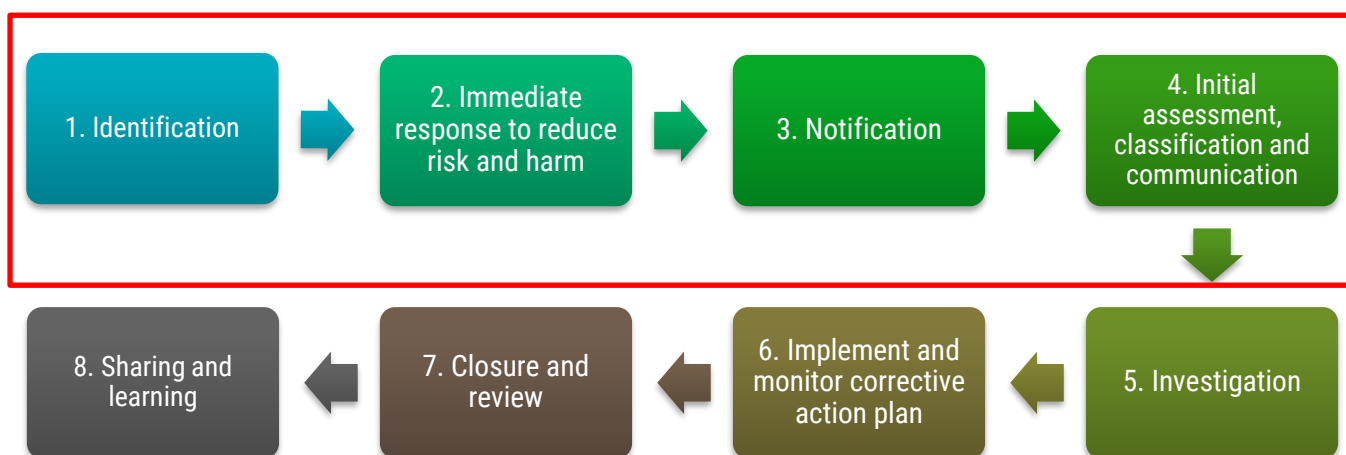 1. Identification
2. Immediate
response to reduce
risk and harm
3. Notification
4. Initial
assessment,
classification and
communication
5. Investigation
6. Implement and
monitor corrective
action plan
7. Closure and
review
8. Sharing and
learning